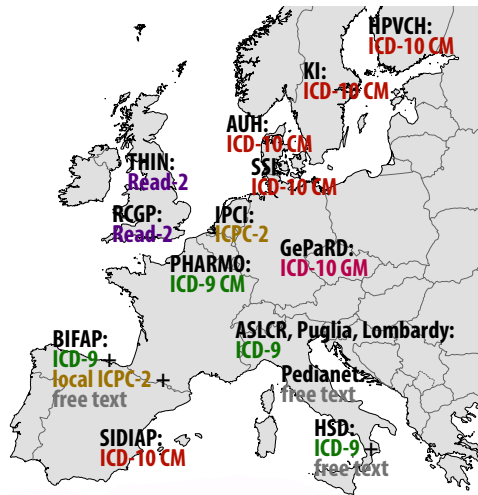 HPVCH:
ICD-10 CM
KI:
ICD-10 CM
AUH:
ICD-10 CM
SSI:
ICD-10 CM
THIN:
Read-2
RCGP:
Read-2
IPCI:
ICPC-2
GePaRD:
ICD-10 GM
PHARMO:
ICD-9 CM
ASLCR, Puglia, Lombardy:
ICD-9
BIFAP:
ICD-9 +
local ICPC-2 +
free text
Pedianet:
free text
HSD:
ICD-9 +
free text
SIDIAP:
ICD-10 CM